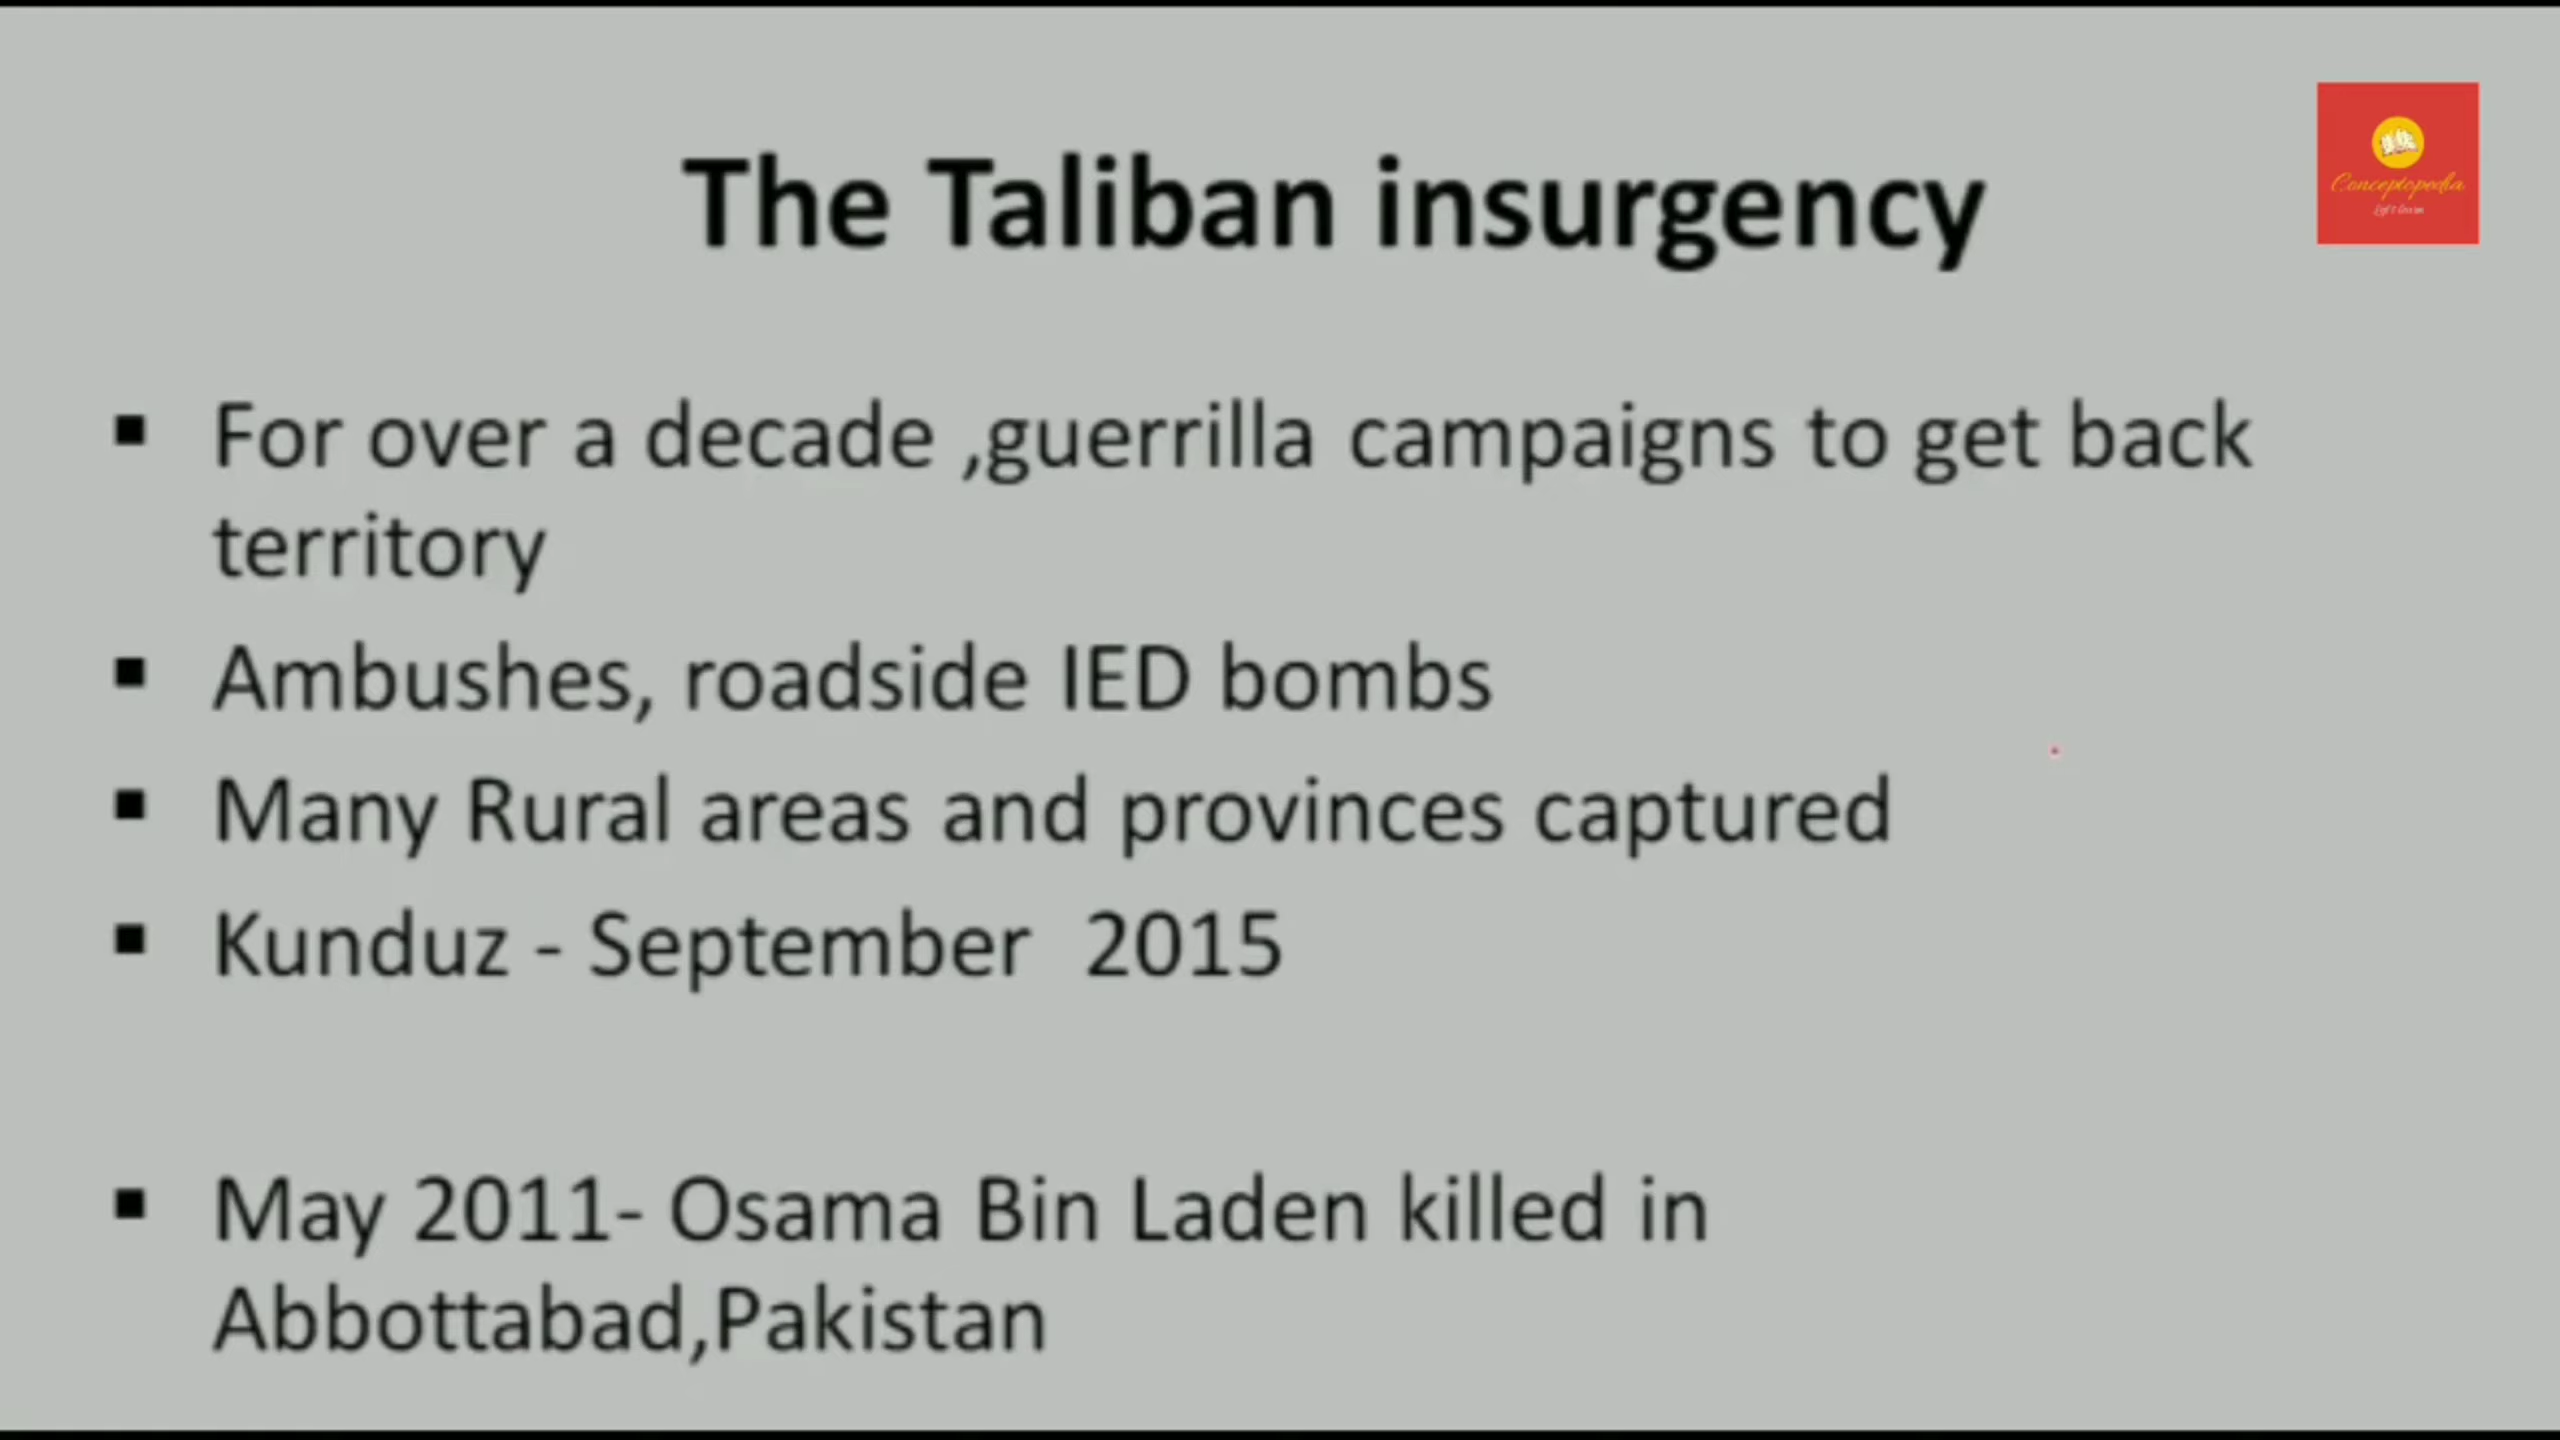 The Taliban insurgency
Conceptopedia
▪ For over a decade ,guerrilla campaigns to get back
territory
▪ Ambushes, roadside IED bombs
▪ Many Rural areas and provinces captured
▪ Kunduz - September  2015
▪ May 2011- Osama Bin Laden killed in
Abbottabad,Pakistan